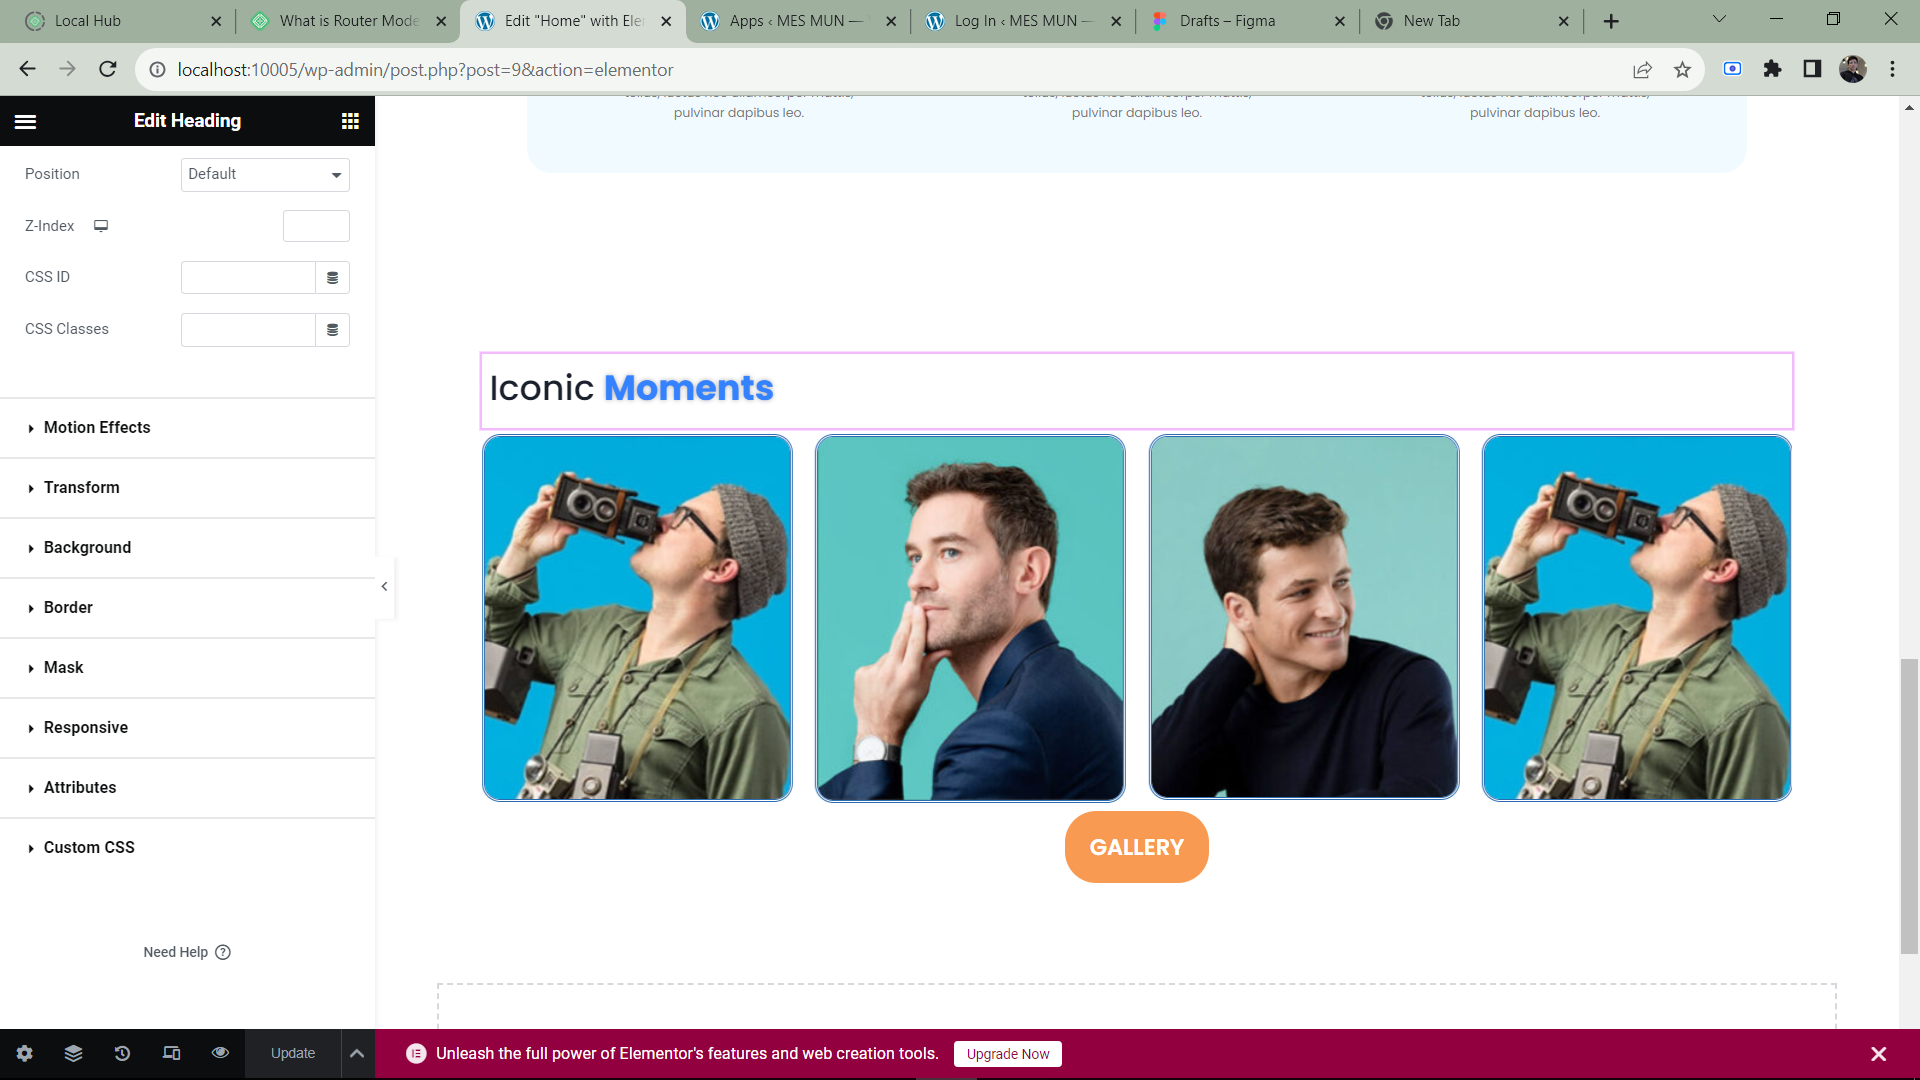 Local Hub
What is Router Mode
Edit "Home" with Ele
Apps ‹ MES MUN —
Log In ‹ MES MUN —
Drafts – Figma
New Tab
localhost:10005/wp-admin/post.php?post=9&action=elementor
Edit Heading
Position
Default
Z-Index
CSS ID
CSS Classes
Motion Effects
Transform
Background
Border
Mask
Responsive
Attributes
Custom CSS
Need Help
Update
pulvinar dapibus leo.
pulvinar dapibus leo.
pulvinar dapibus leo.
Iconic Moments
GALLERY
Unleash the full power of Elementor's features and web creation tools.
Upgrade Now